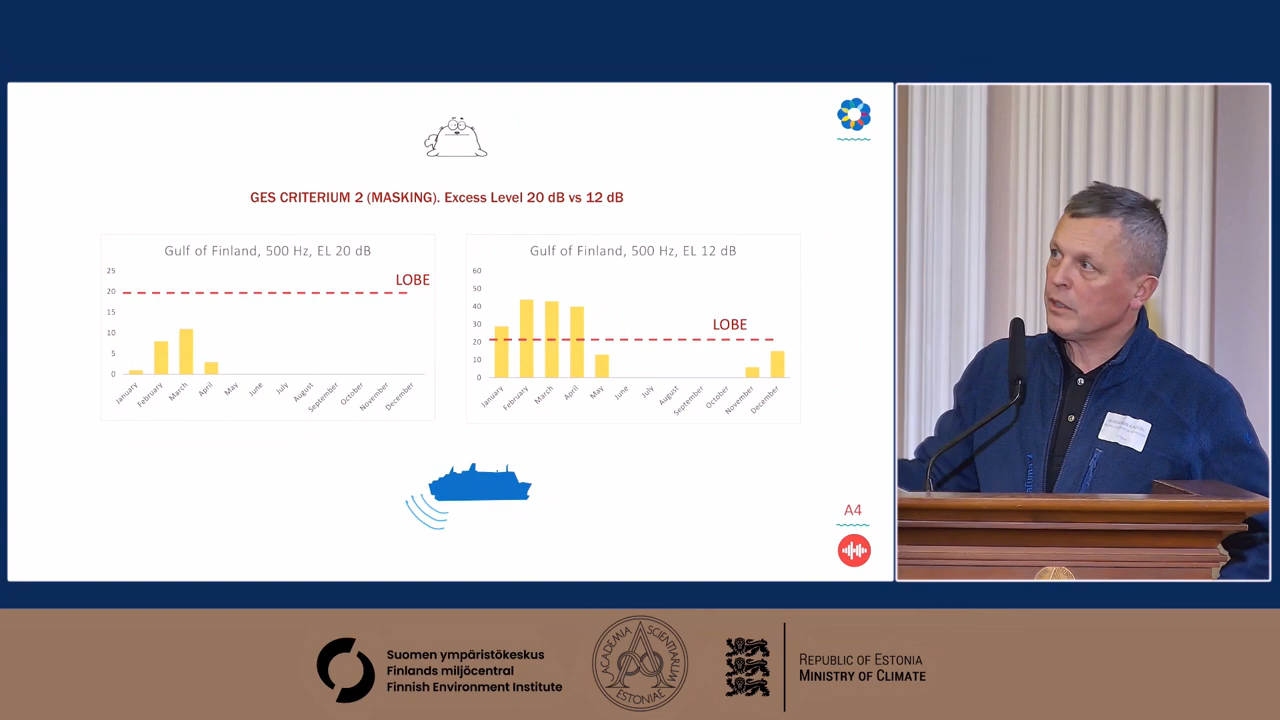 GES CRITERIUM 2 (MASKING). Excess Level 20 dB vs 12 dB
Gulf of Finland, 500 Hz, EL 20 dB
LOBE
25
20
15
10
5
0
January
February
March
April
May
June
July
August
September
October
November
December
Gulf of Finland, 500 Hz, EL 12 dB
LOBE
60
50
40
30
20
10
0
January
February
March
April
May
June
July
August
September
October
November
December
A4
Suomen ympäristökeskus
Finlands miljöcentral
Finnish Environment Institute
ACADEMIA SCIENTIARUM ESTONIAE
REPUBLIC OF ESTONIA
MINISTRY OF CLIMATE